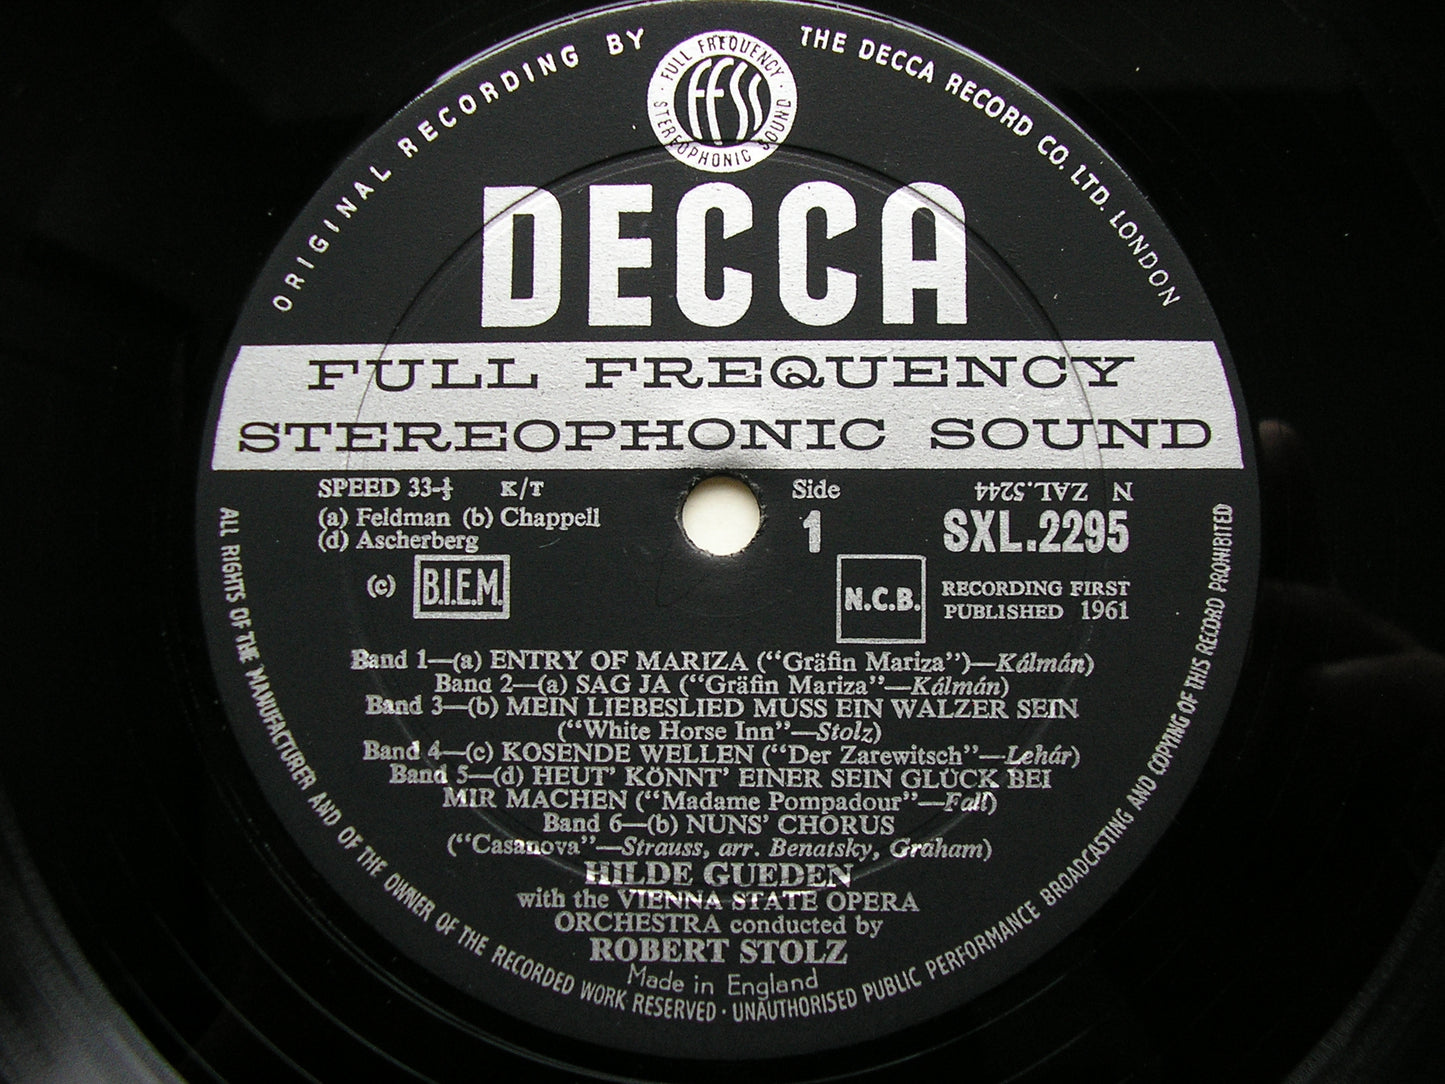 ORIGINAL RECORDING BY THE DECCA RECORD CO. LTD. LONDON
FULL FREQUENCY
FFSS
STEREOPHONIC SOUND
DECCA
FULL FREQUENCY
STEREOPHONIC SOUND
SPEED 33-⅓ K/T Side N ZAL.5244
(a) Feldman (b) Chappell 1 SXL.2295
(d) Ascherberg
(c) B.I.E.M. N.C.B. RECORDING FIRST
PUBLISHED 1961
Band 1—(a) ENTRY OF MARIZA ("Gräfin Mariza")—Kálmán)
Band 2—(a) SAG JA ("Gräfin Mariza"—Kálmán)
Band 3—(b) MEIN LIEBESLIED MUSS EIN WALZER SEIN
("White Horse Inn"—Stolz)
Band 4—(c) KOSENDE WELLEN ("Der Zarewitsch"—Lehár)
Band 5—(d) HEUT' KÖNNT' EINER SEIN GLÜCK BEI
MIR MACHEN ("Madame Pompadour"—Fall)
Band 6—(b) NUNS' CHORUS
("Casanova"—Strauss, arr. Benatsky, Graham)
HILDE GUEDEN
with the VIENNA STATE OPERA
ORCHESTRA conducted by
ROBERT STOLZ
Made in England
ALL RIGHTS OF THE MANUFACTURER AND OF THE OWNER OF THE RECORDED WORK RESERVED · UNAUTHORISED PUBLIC PERFORMANCE BROADCASTING AND COPYING OF THIS RECORD PROHIBITED